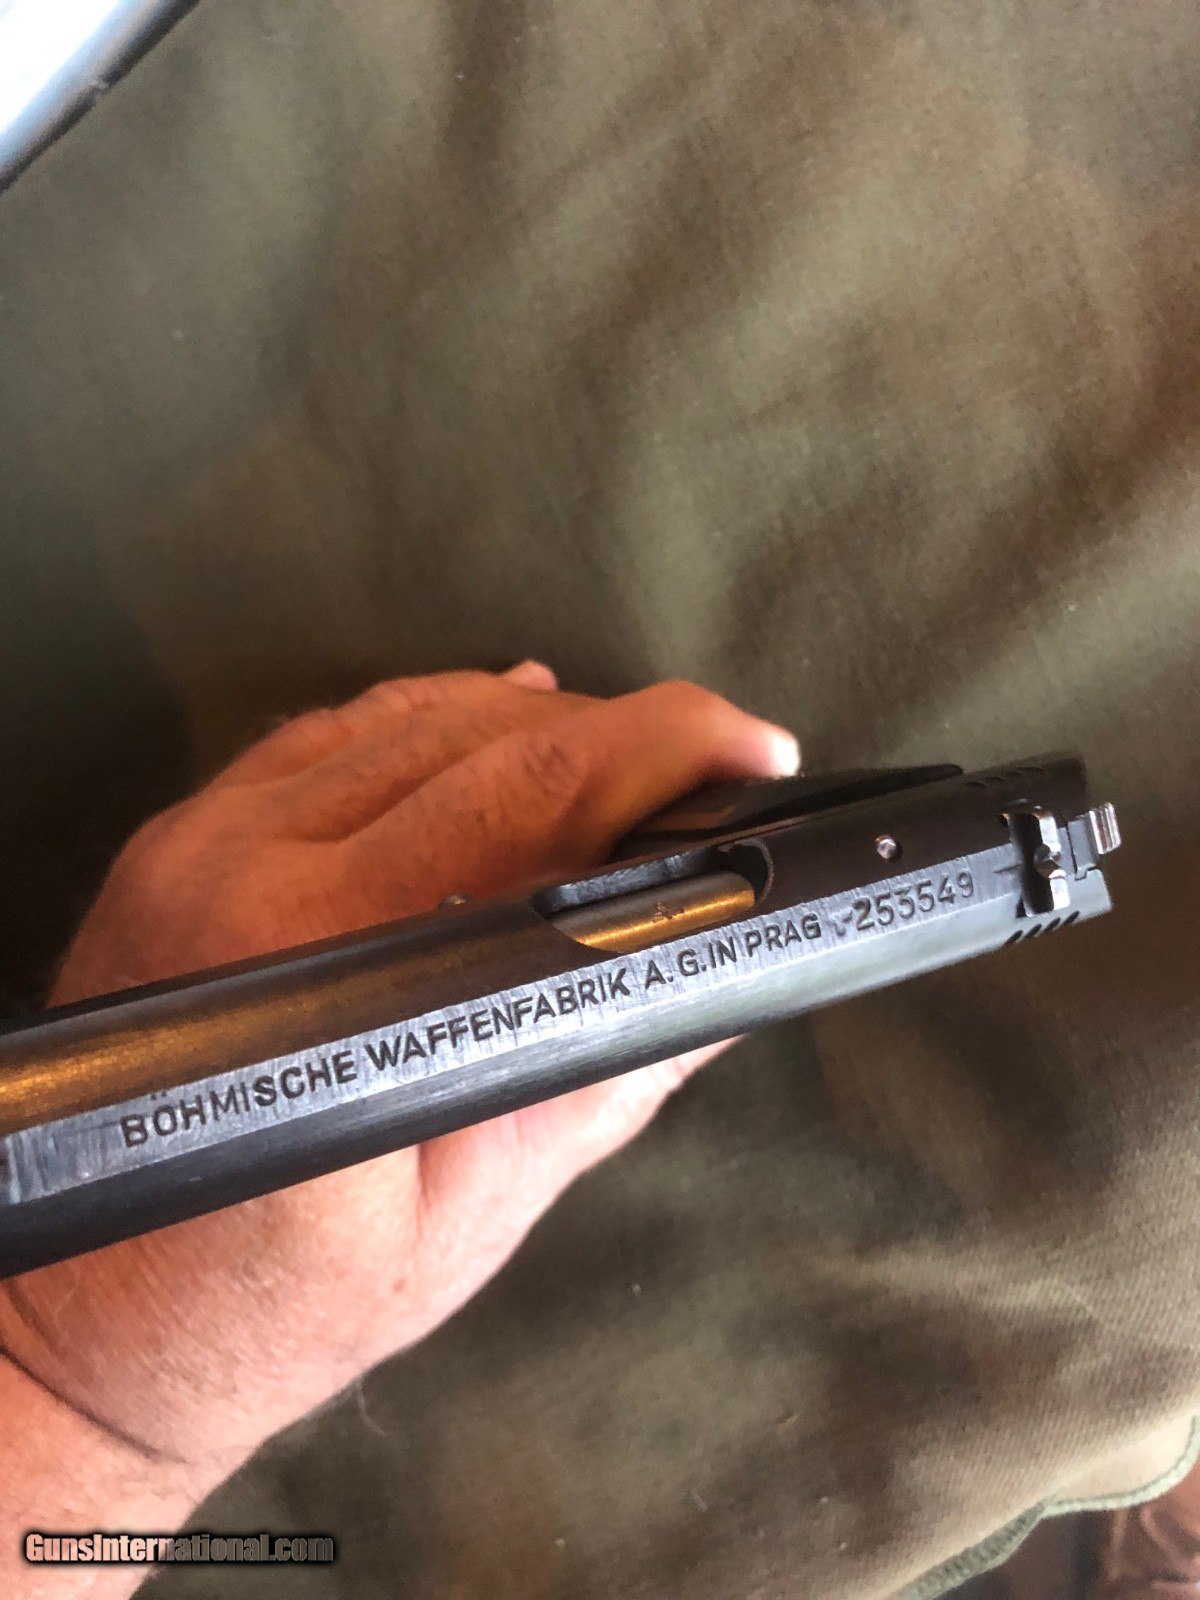 BÖHMISCHE WAFFENFABRIK A.G. IN PRAG 253549
GunsInternational.com